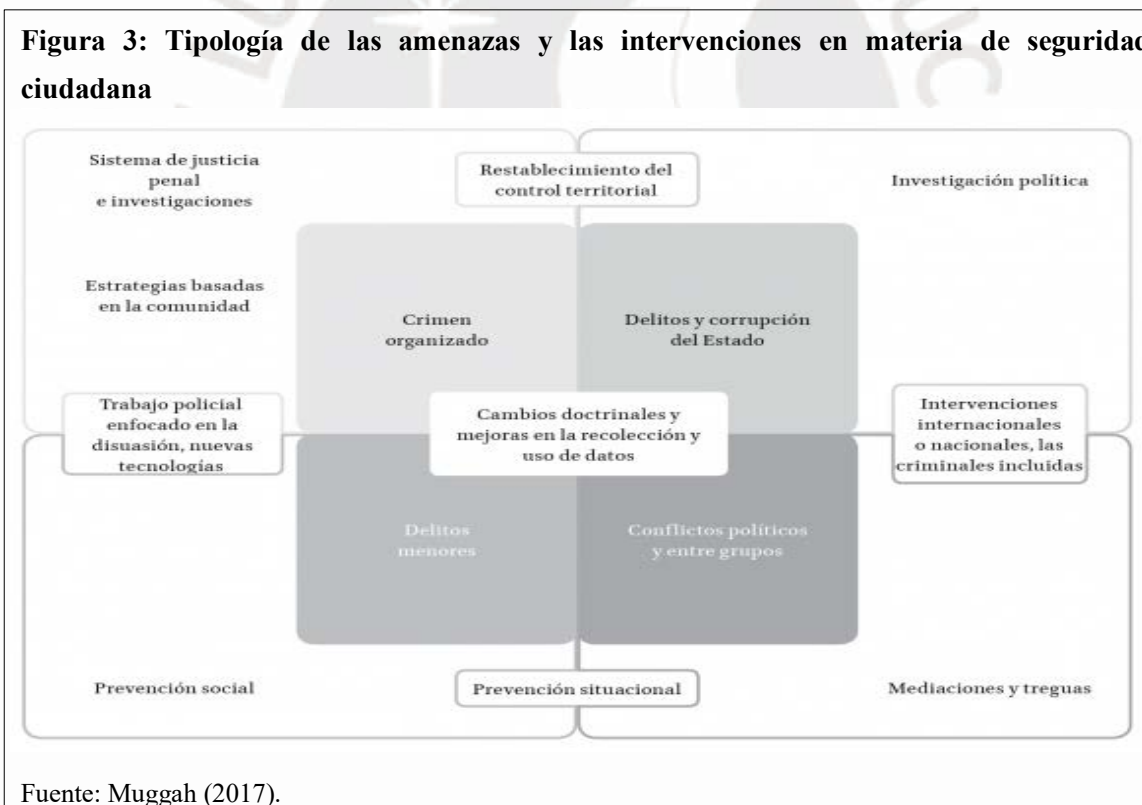 Figura 3: Tipología de las amenazas y las intervenciones en materia de seguridad
ciudadana
Sistema de justicia
penal
e investigaciones
Restablecimiento del
control territorial
Investigación política
Estrategias basadas
en la comunidad
Crimen
organizado
Delitos y corrupción
del Estado
Trabajo policial
enfocado en la
disuasión, nuevas
tecnologías
Cambios doctrinales y
mejoras en la recolección y
uso de datos
Intervenciones
internacionales
o nacionales, las
criminales incluidas
Delitos
menores
Conflictos políticos
y entre grupos
Prevención social
Prevención situacional
Mediaciones y treguas
Fuente: Muggah (2017).